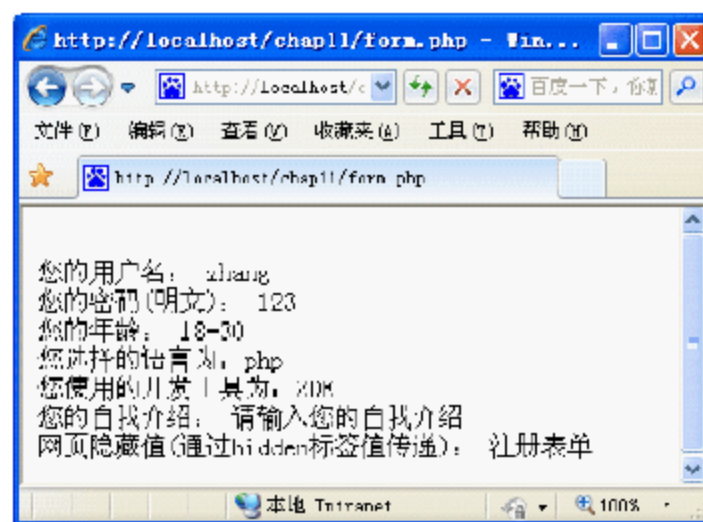 http://localhost/chap11/form.php - Win...
http://localhost/c
百度一下，你
文件(F) 编辑(E) 查看(V) 收藏夹(A) 工具(T) 帮助(H)
http://localhost/chap11/form.php
您的用户名： zhang
您的密码(明文)： 123
您的年龄： 18-30
您选择的语言为：php
您使用的开发工具为：ZDE
您的自我介绍： 请输入您的自我介绍
网页隐藏值(通过hidden标签值传递)： 注册表单
本地 Intranet
100%